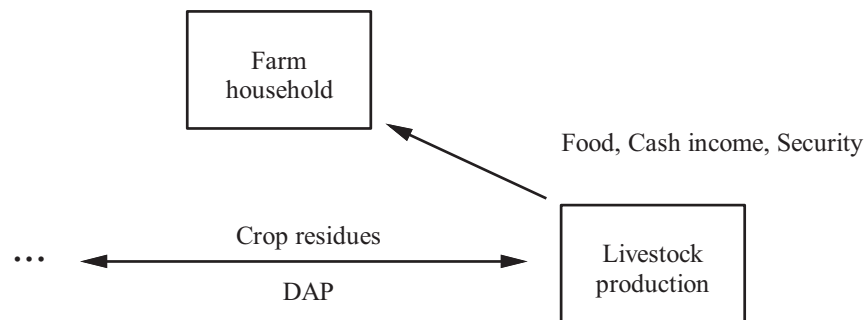 Farm
household
Food, Cash income, Security
...
Crop residues
DAP
Livestock
production